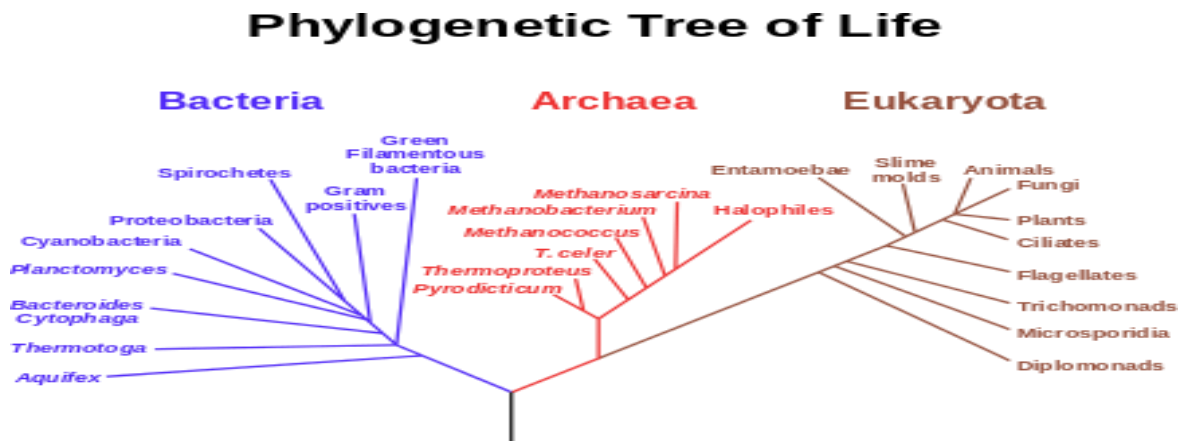 Phylogenetic Tree of Life
Bacteria
Archaea
Eukaryota
Green
Filamentous
bacteria
Spirochetes
Gram
positives
Proteobacteria
Cyanobacteria
Planctomyces
Bacteroides
Cytophaga
Thermotoga
Aquifex
Methanosarcina
Methanobacterium
Halophiles
Methanococcus
T. celer
Thermoproteus
Pyrodicticum
Entamoebae
Slime
molds
Animals
Fungi
Plants
Ciliates
Flagellates
Trichomonads
Microsporidia
Diplomonads